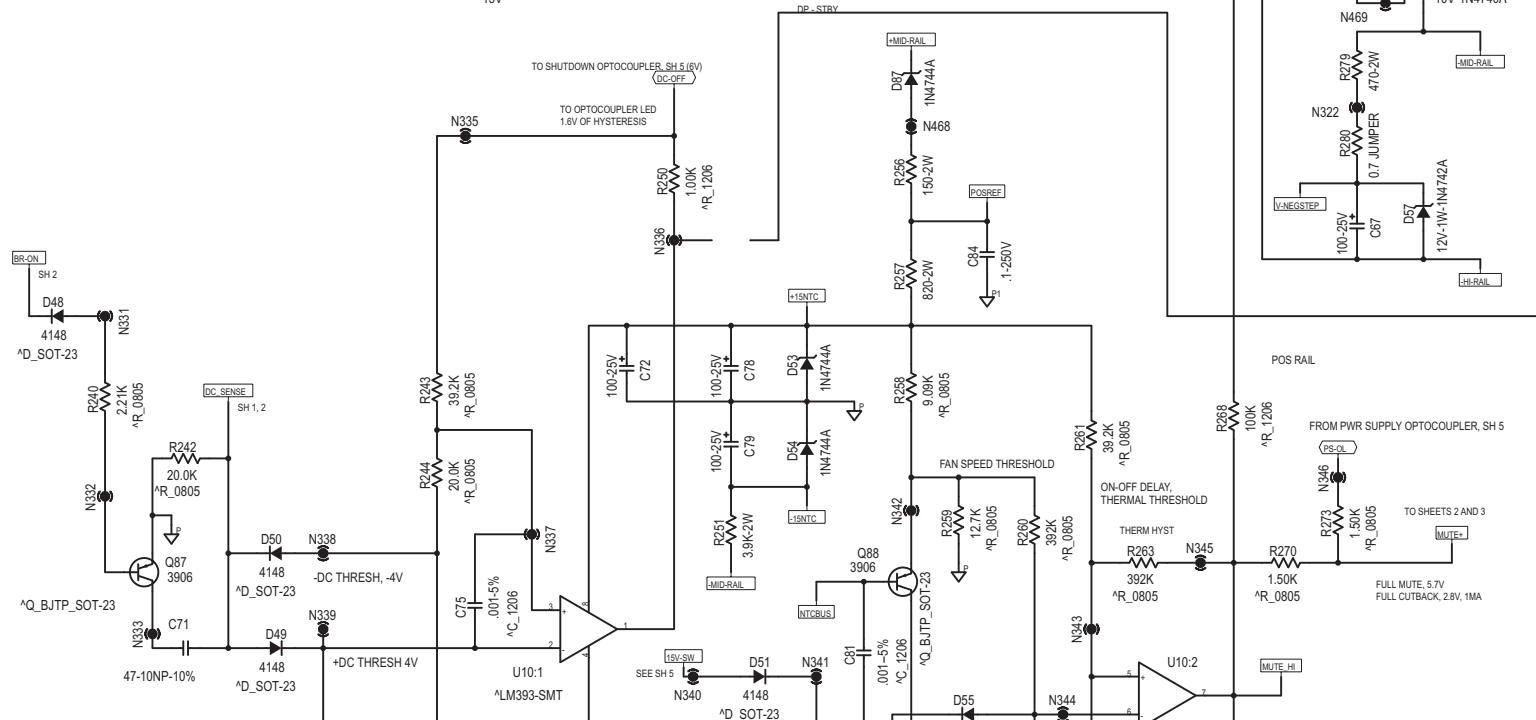 DP - STBY
N469
+MID-RAIL
TO SHUTDOWN OPTOCOUPLER, SH 5 (6V)
DC-OFF
D87
1N4744A
R279
470-2W
-MID-RAIL
TO OPTOCOUPLER LED
1.6V OF HYSTERESIS
N335
N468
N322
R280
0.7 JUMPER
R250
1.00K
^R_1206
R256
150-2W
POSREF
V-NEGSTEP
100-25V
C67
D57
12V-1W-1N4742A
N336
C84
.1-250V
P1
BR-ON
SH 2
R257
820-2W
-HI-RAIL
D48
4148
^D_SOT-23
N331
+15NTC
100-25V
C72
100-25V
C78
D53
1N4744A
POS RAIL
R240
2.21K
^R_0805
DC_SENSE
SH 1, 2
R243
39.2K
^R_0805
R258
9.09K
^R_0805
P
R268
100K
^R_1206
R261
39.2K
^R_0805
FROM PWR SUPPLY OPTOCOUPLER, SH 5
PS-OL
R242
20.0K
^R_0805
R244
20.0K
^R_0805
100-25V
C79
D54
1N4744A
FAN SPEED THRESHOLD
N346
N332
ON-OFF DELAY,
THERMAL THRESHOLD
P
-15NTC
N342
R259
12.7K
^R_0805
R260
392K
^R_0805
R273
1.50K
^R_0805
TO SHEETS 2 AND 3
R251
3.9K-2W
N337
THERM HYST
MUTE+
D50
4148
^D_SOT-23
N338
-DC THRESH, -4V
Q87
3906
^Q_BJTP_SOT-23
-MID-RAIL
Q88
3906
^Q_BJTP_SOT-23
P
R263
392K
^R_0805
N345
R270
1.50K
^R_0805
FULL MUTE, 5.7V
FULL CUTBACK, 2.8V, 1MA
C75
.001-5%
^C_1206
NTCBUS
N333
C71
47-10NP-10%
D49
4148
^D_SOT-23
N339
+DC THRESH 4V
3
+
2
-
8
4
1
U10:1
^LM393-SMT
15V-SW
SEE SH 5
N340
D51
4148
^D_SOT-23
N341
C81
.001-5%
^C_1206
N343
D55
N344
U10:2
5
+
6
-
7
MUTE_HI